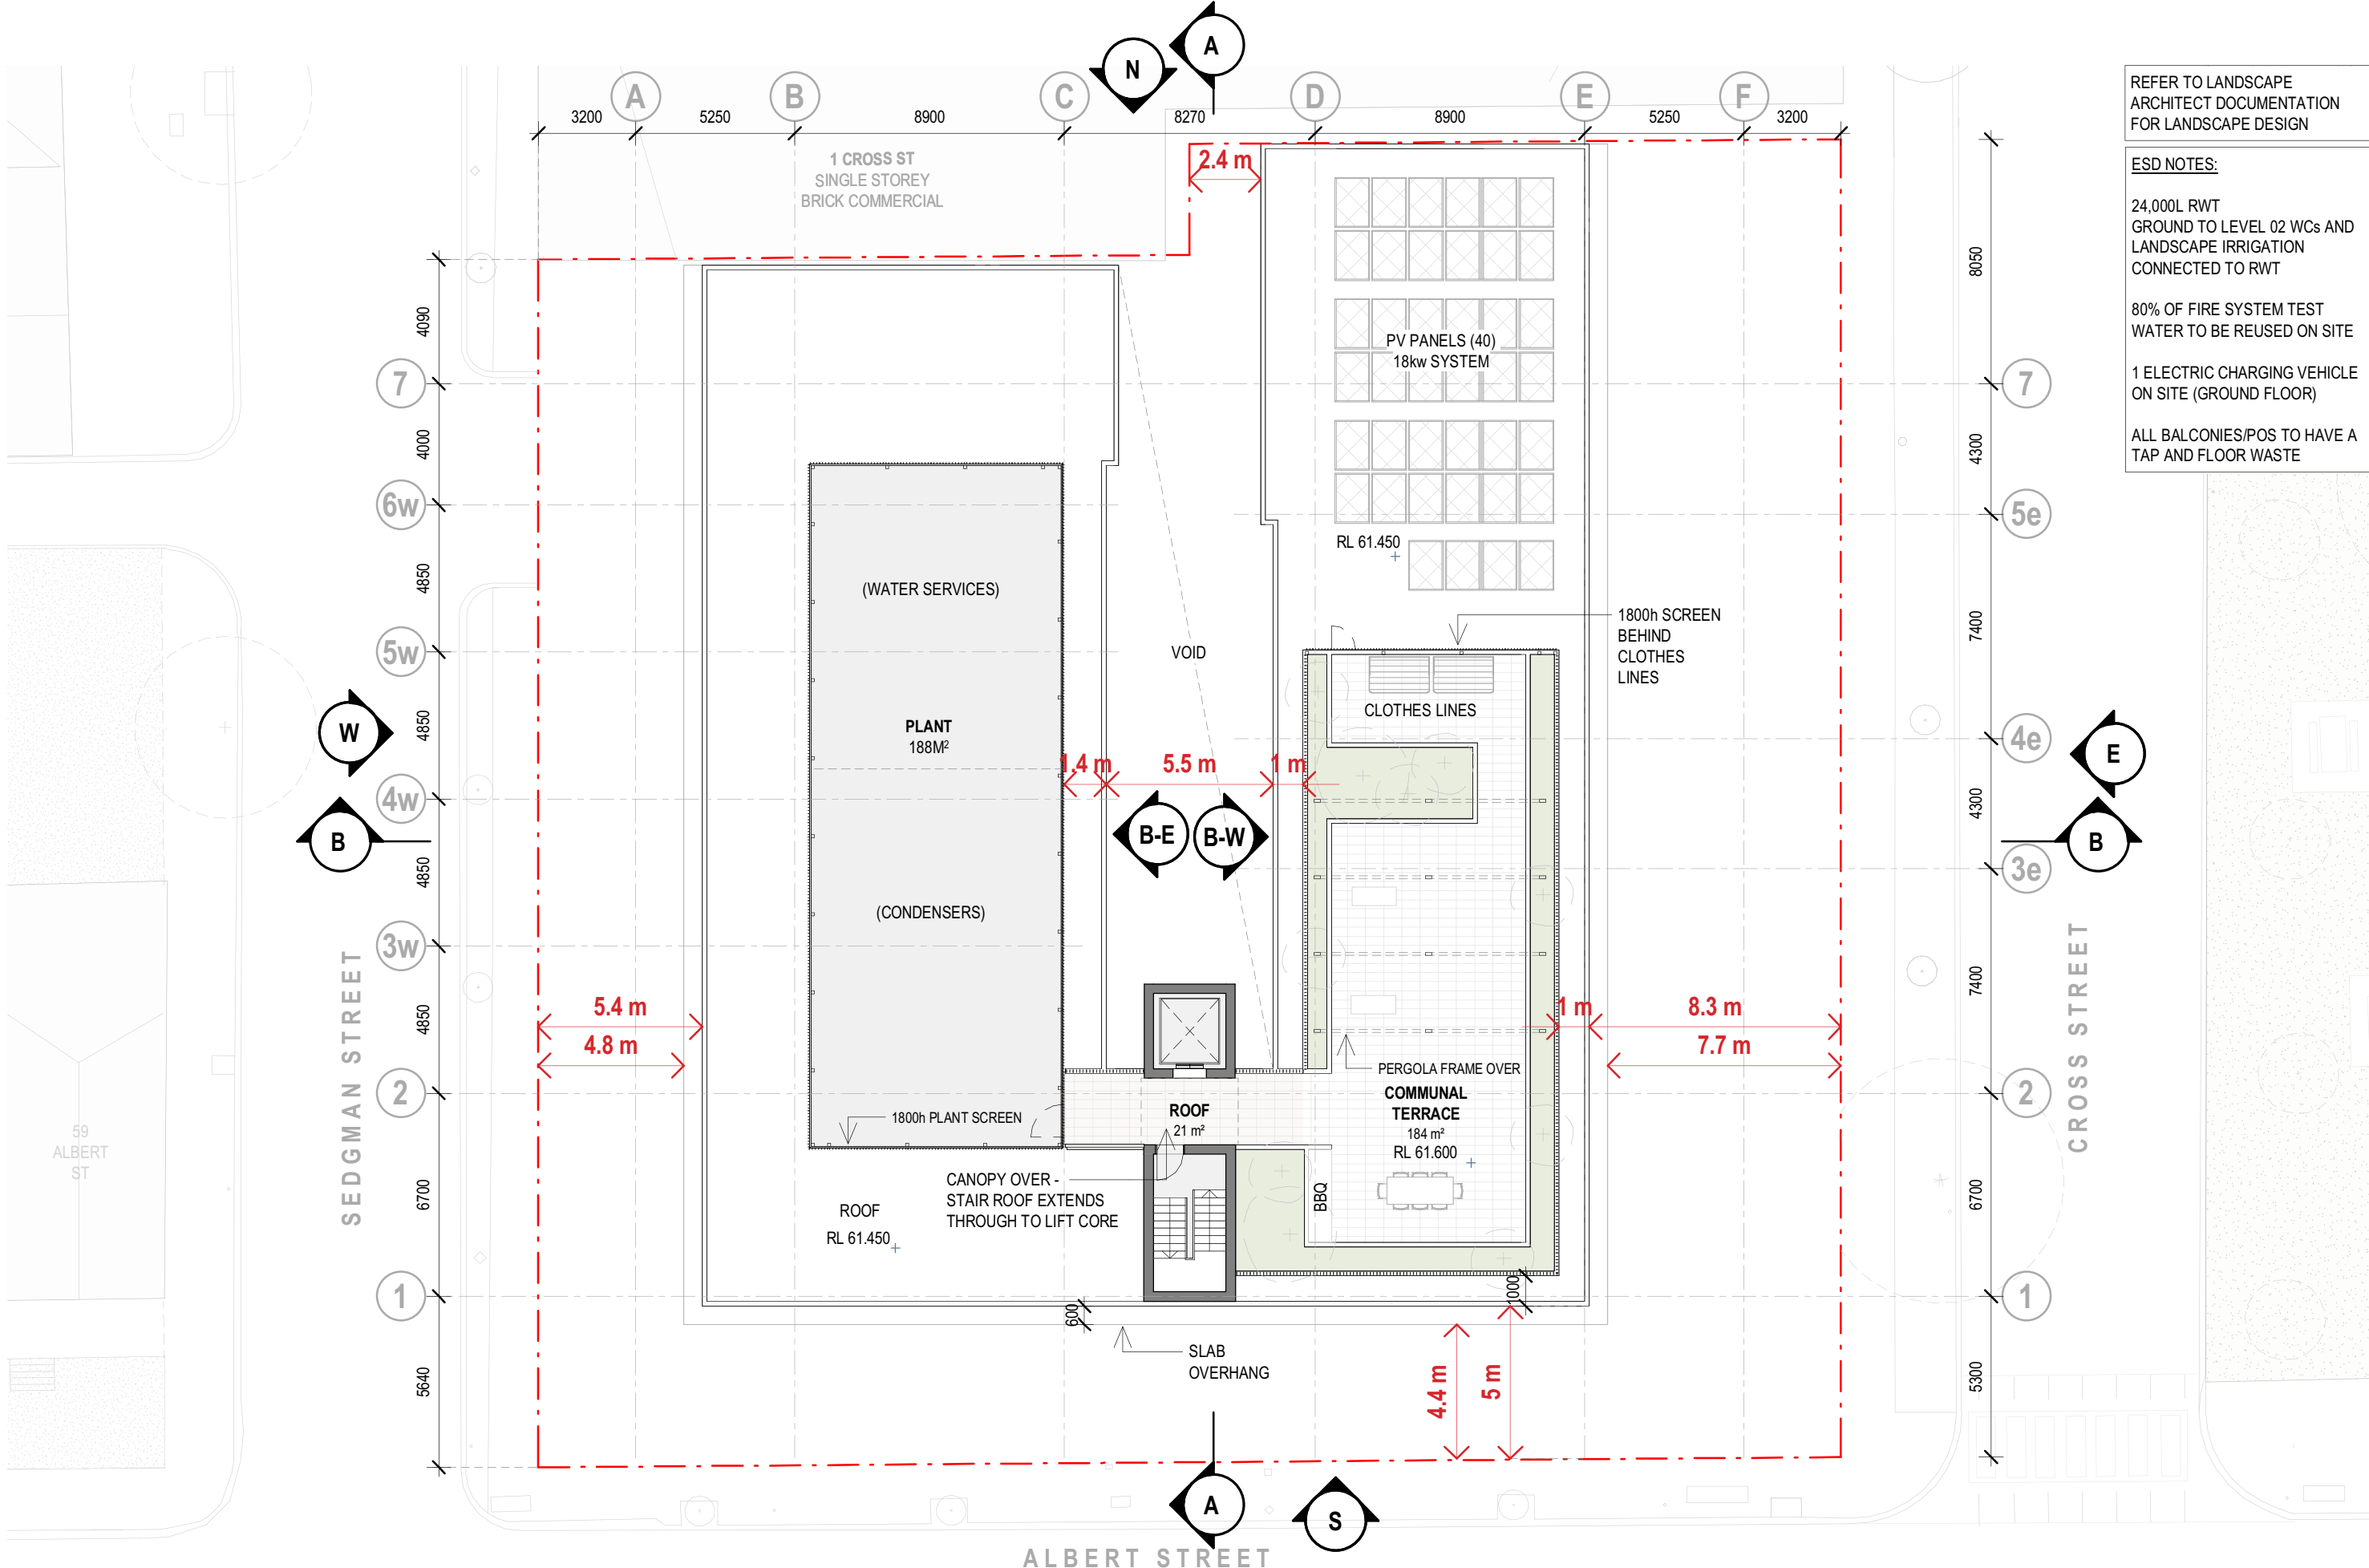 A
N
A
B
C
D
E
F
3200
5250
8900
8270
8900
5250
3200
REFER TO LANDSCAPE
ARCHITECT DOCUMENTATION
FOR LANDSCAPE DESIGN
ESD NOTES:
24,000L RWT
GROUND TO LEVEL 02 WCs AND
LANDSCAPE IRRIGATION
CONNECTED TO RWT
80% OF FIRE SYSTEM TEST
WATER TO BE REUSED ON SITE
1 ELECTRIC CHARGING VEHICLE
ON SITE (GROUND FLOOR)
ALL BALCONIES/POS TO HAVE A
TAP AND FLOOR WASTE
1 CROSS ST
SINGLE STOREY
BRICK COMMERCIAL
2.4 m
4090
8050
7
7
PV PANELS (40)
18kw SYSTEM
4000
4300
6w
5e
RL 61.450
(WATER SERVICES)
4850
7400
1800h SCREEN
BEHIND
CLOTHES
LINES
5w
VOID
CLOTHES LINES
PLANT
188M²
4850
W
4e
E
1.4 m
5.5 m
1 m
4w
4300
B
B-E
B-W
B
4850
3e
(CONDENSERS)
3w
SEDGMAN STREET
CROSS STREET
7400
5.4 m
4.8 m
4850
1 m
8.3 m
7.7 m
PERGOLA FRAME OVER
2
2
COMMUNAL
TERRACE
184 m²
RL 61.600
ROOF
21 m²
1800h PLANT SCREEN
59
ALBERT
ST
CANOPY OVER -
STAIR ROOF EXTENDS
THROUGH TO LIFT CORE
BBQ
6700
6700
ROOF
RL 61.450
1
1
1000
600
SLAB
OVERHANG
5640
4.4 m
5 m
5300
A
S
ALBERT STREET